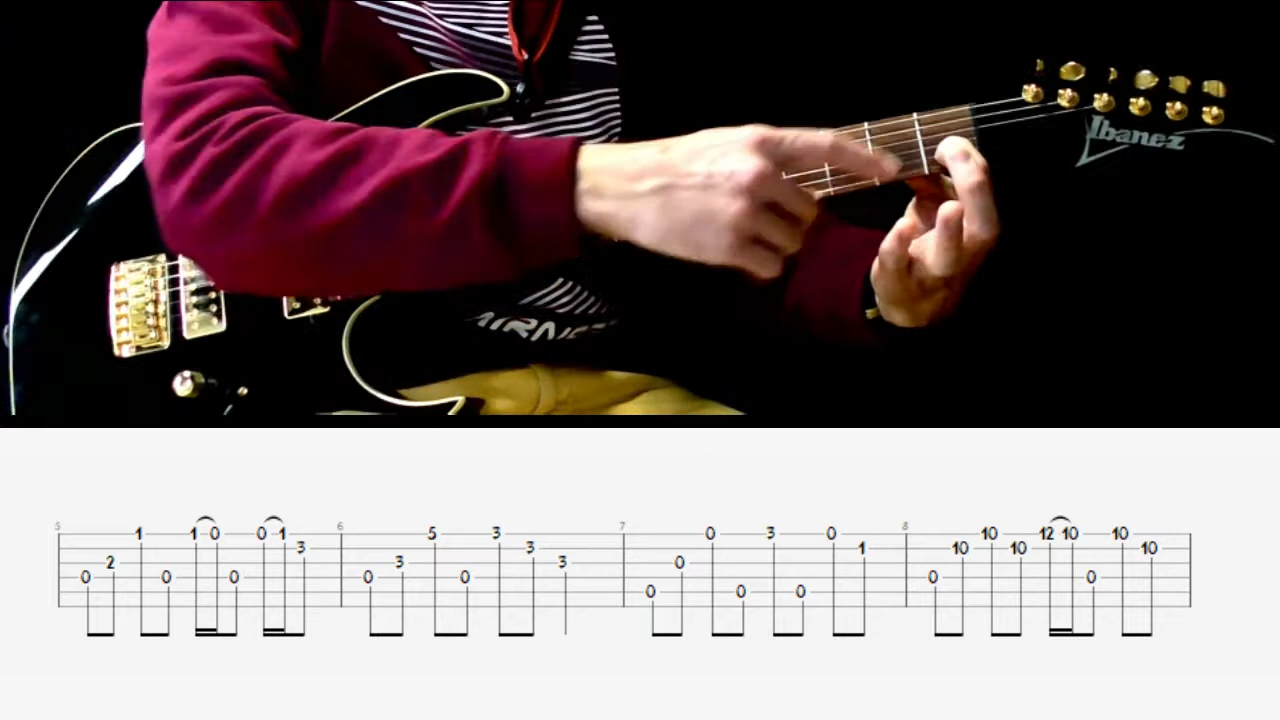 Ibanez
AIRNESS
5 6 7 8
1 1 0 0 1 5 3 0 3 0 10 12 10 10
3 3 1 10 10 10
2 3 3 0
0 0 0 0 0 0 0
0 0 0